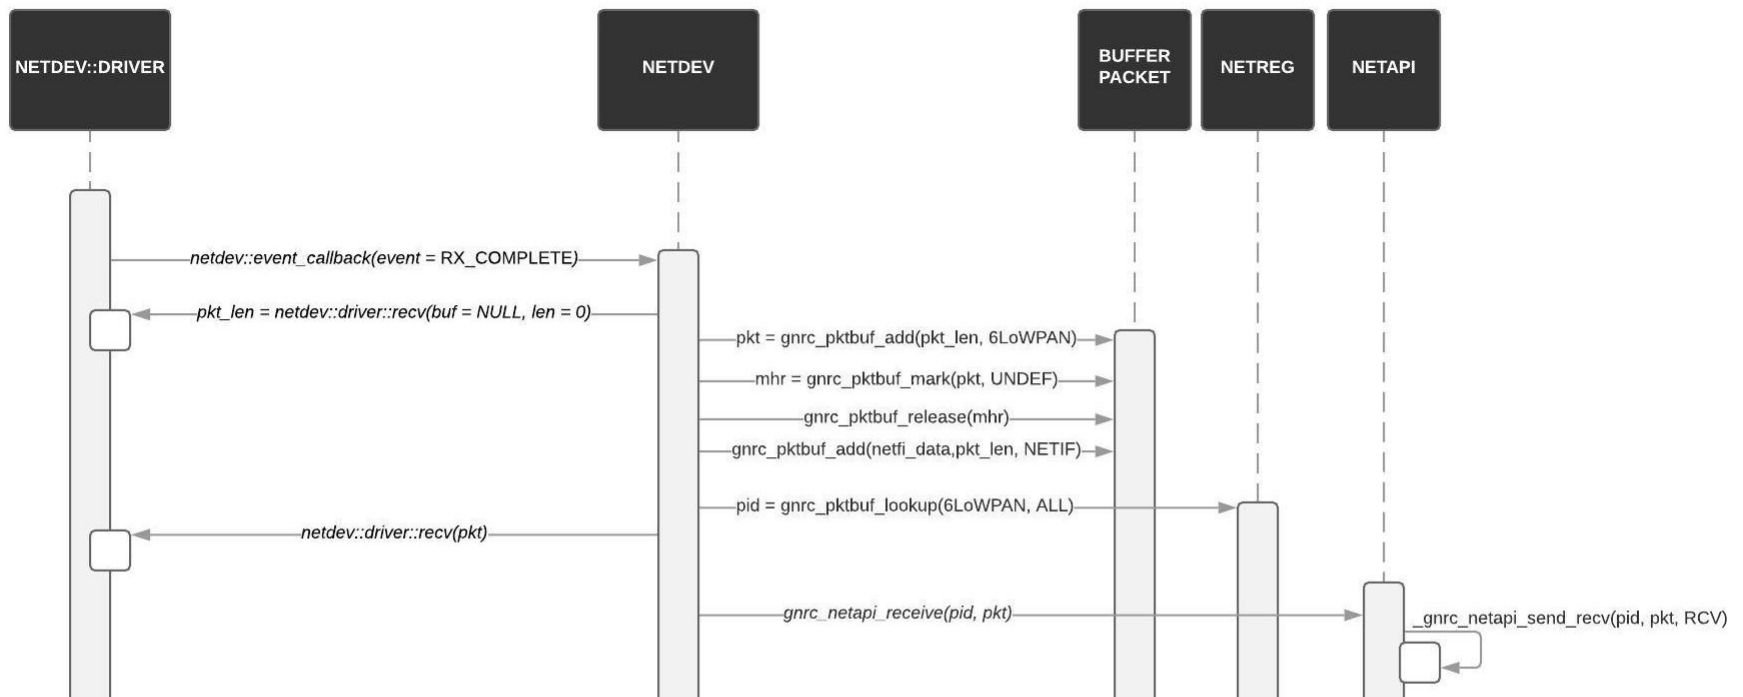 NETDEV::DRIVER
NETDEV
BUFFER
PACKET
NETREG
NETAPI
netdev::event_callback(event = RX_COMPLETE)
pkt_len = netdev::driver::recv(buf = NULL, len = 0)
pkt = gnrc_pktbuf_add(pkt_len, 6LoWPAN)
mhr = gnrc_pktbuf_mark(pkt, UNDEF)
gnrc_pktbuf_release(mhr)
gnrc_pktbuf_add(netfi_data,pkt_len, NETIF)
pid = gnrc_pktbuf_lookup(6LoWPAN, ALL)
netdev::driver::recv(pkt)
gnrc_netapi_receive(pid, pkt)
_gnrc_netapi_send_recv(pid, pkt, RCV)